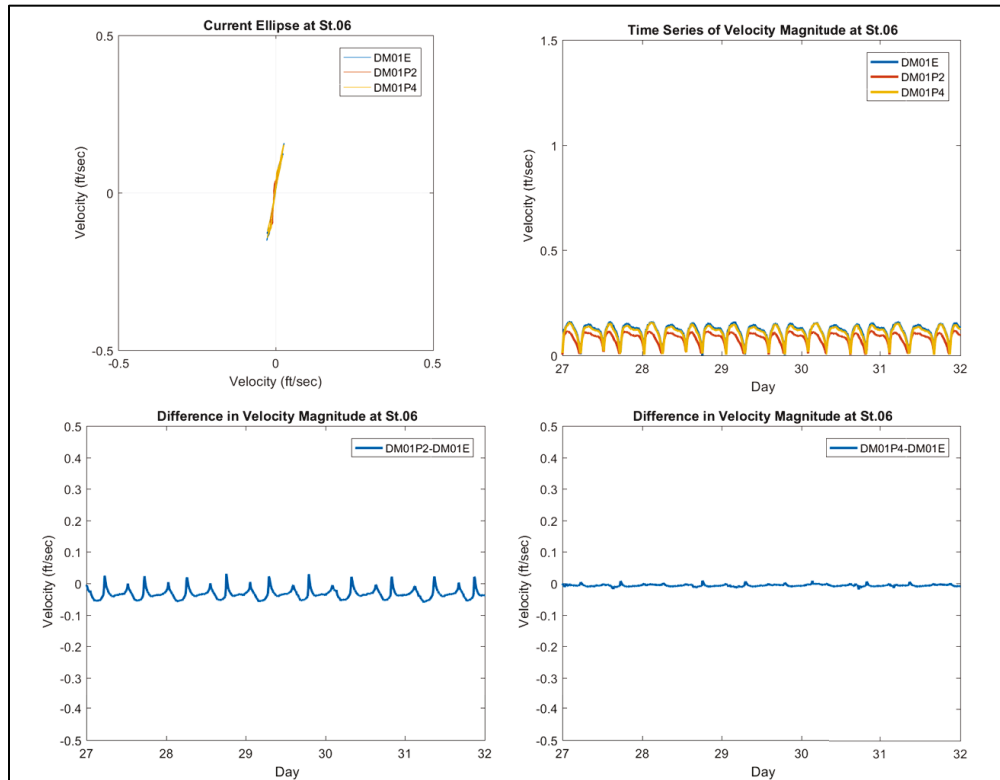 Current Ellipse at St.06
0.5
DM01E
DM01P2
DM01P4
Velocity (ft/sec)
0
-0.5
-0.5
0
0.5
Velocity (ft/sec)
Time Series of Velocity Magnitude at St.06
1.5
DM01E
DM01P2
DM01P4
1
Velocity (ft/sec)
0.5
0
27
28
29
30
31
32
Day
Difference in Velocity Magnitude at St.06
0.5
DM01P2-DM01E
0.4
0.3
0.2
0.1
Velocity (ft/sec)
0
-0.1
-0.2
-0.3
-0.4
-0.5
27
28
29
30
31
32
Day
Difference in Velocity Magnitude at St.06
0.5
DM01P4-DM01E
0.4
0.3
0.2
0.1
Velocity (ft/sec)
0
-0.1
-0.2
-0.3
-0.4
-0.5
27
28
29
30
31
32
Day